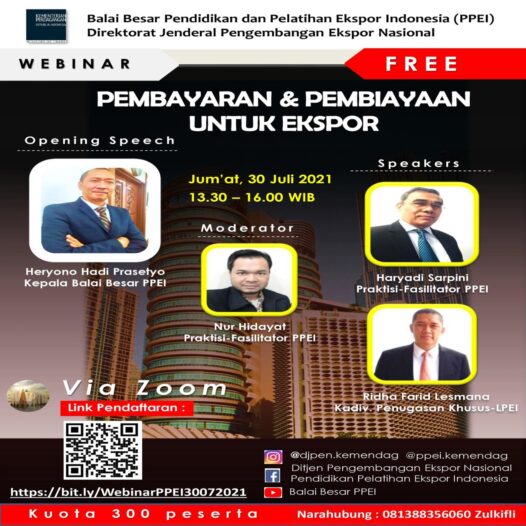 KEMENTERIAN
PERDAGANGAN
Balai Besar Pendidikan dan Pelatihan Ekspor Indonesia (PPEI)
Direktorat Jenderal Pengembangan Ekspor Nasional
WEBINAR
FREE
PEMBAYARAN & PEMBIAYAAN
UNTUK EKSPOR
Opening Speech
Heryono Hadi Prasetyo
Kepala Balai Besar PPEI
Jum'at, 30 Juli 2021
13.30 – 16.00 WIB
Moderator
Nur Hidayat
Praktisi-Fasilitator PPEI
Speakers
Haryadi Sarpini
Praktisi-Fasilitator PPEI
Ridha Farid Lesmana
Kadiv. Penugasan Khusus-LPEI
Via Zoom
Link Pendaftaran :
https://bit.ly/WebinarPPEI30072021
@djpen.kemendag @ppei.kemendag
Ditjen Pengembangan Ekspor Nasional
Pendidikan Pelatihan Ekspor Indonesia
Balai Besar PPEI
Kuota 300 peserta
Narahubung : 081388356060 Zulkifli